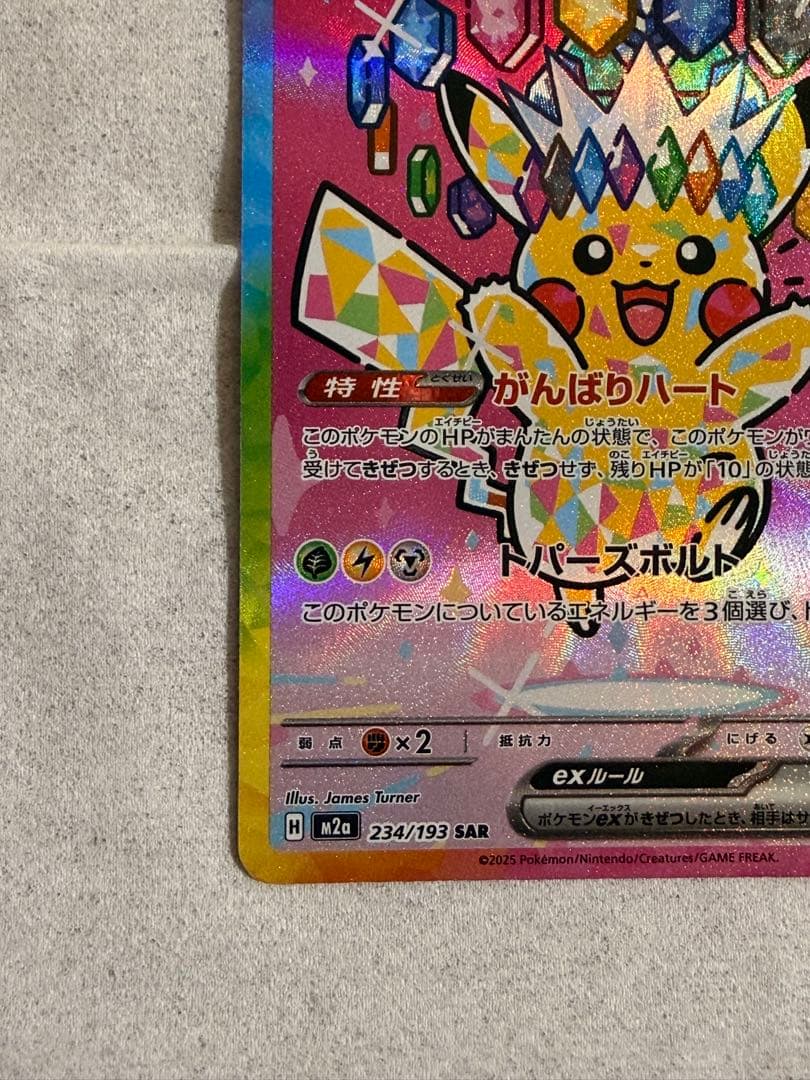 特性 とくせい がんばりハート
エイチピー じょうたい
このポケモンのHPがまんたんの状態で、このポケモンが
う のこ エイチピー じょうた
受けてきぜつするとき、きぜつせず、残りHPが「10」の状態
トパーズボルト
こ えら
このポケモンについているエネルギーを3個選び、
弱点 ×2 抵抗力 にげる
exルール
イーエックス あいて
ポケモンexがきぜつしたとき、相手はサ
Illus. James Turner
H m2a 234/193 SAR
©2025 Pokémon/Nintendo/Creatures/GAME FREAK.